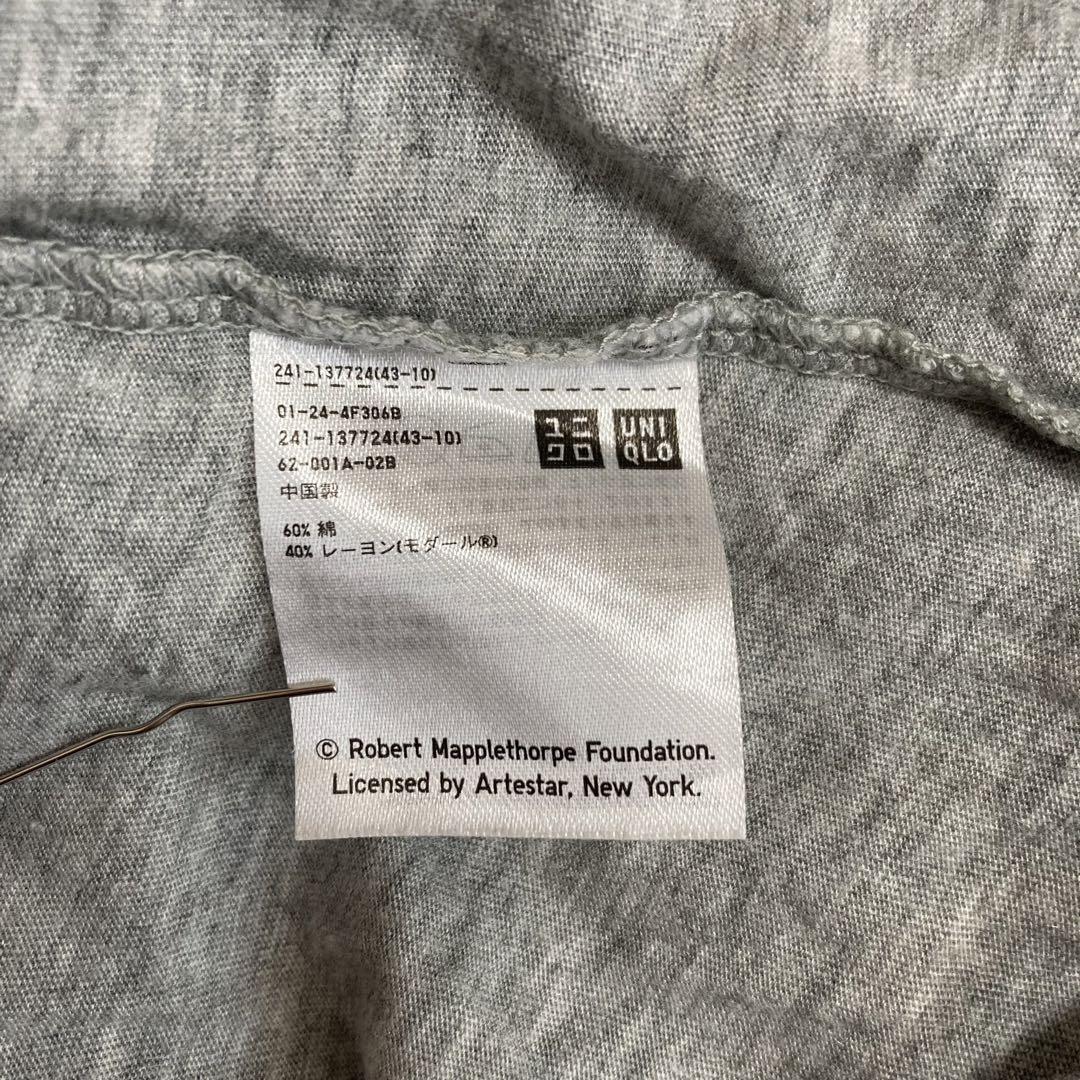 241-137724(43-10)
01-24-4F306B
241-137724(43-10)
62-001A-02B
中国製
ユニ
クロ
UNI
QLO
60% 綿
40% レーヨン(モダール®)
© Robert Mapplethorpe Foundation.
Licensed by Artestar, New York.